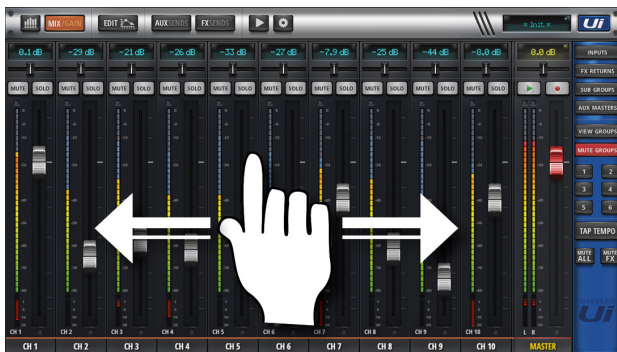 MIX/GAIN EDIT AUXSENDS FXSENDS * Init * Ui
0.1 dB -29 dB -21 dB -26 dB -33 dB -27 dB -7.9 dB -25 dB -44 dB -8.0 dB 0.0 dB INPUTS
FX RETURNS
MUTE SOLO MUTE SOLO MUTE SOLO MUTE SOLO MUTE SOLO MUTE SOLO MUTE SOLO MUTE SOLO MUTE SOLO MUTE SOLO SUB GROUPS
AUX MASTERS
VIEW GROUPS
MUTE GROUPS
1 2
3 4
5 6
TAP TEMPO
MUTE ALL MUTE FX
Soundcraft
Ui
CH 1 CH 2 CH 3 CH 4 CH 5 CH 6 CH 7 CH 8 CH 9 CH 10 L R
CH 1 CH 2 CH 3 CH 4 CH 5 CH 6 CH 7 CH 8 CH 9 CH 10 MASTER